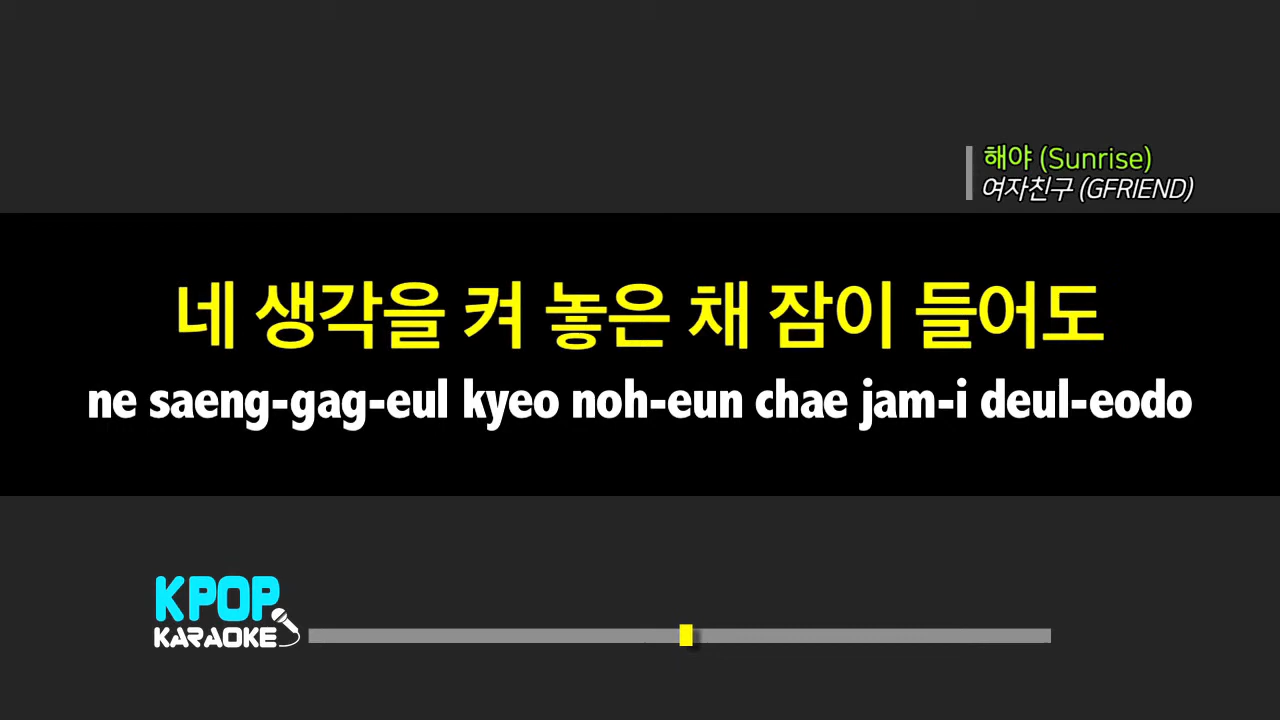 해야 (Sunrise)
여자친구 (GFRIEND)
네 생각을 켜 놓은 채 잠이 들어도
ne saeng-gag-eul kyeo noh-eun chae jam-i deul-eodo
KPOP
KARAOKE